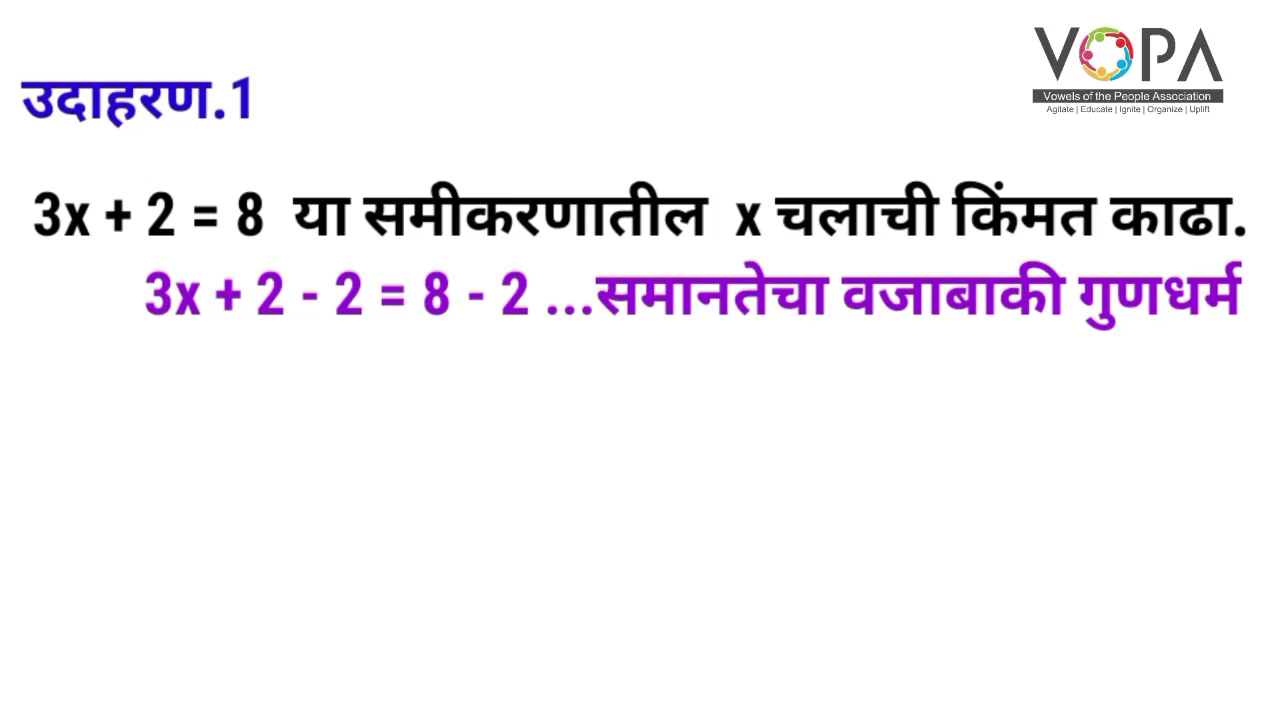 VOPA
Vowels of the People Association
Agitate | Educate | Ignite | Organize | Uplift
उदाहरण.1
3x + 2 = 8 या समीकरणातील x चलाची किंमत काढा.
3x + 2 - 2 = 8 - 2 ...समानतेचा वजाबाकी गुणधर्म